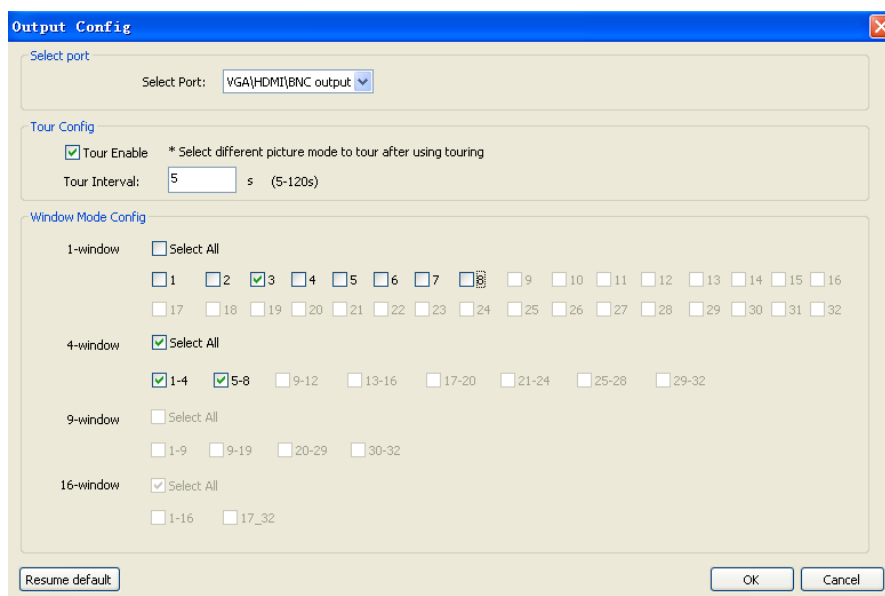 Output Config
Select port
Select Port: VGA\HDMI\BNC output
Tour Config
Tour Enable * Select different picture mode to tour after using touring
Tour Interval: 5 s (5-120s)
Window Mode Config
1-window Select All
1 2 3 4 5 6 7 8 9 10 11 12 13 14 15 16
17 18 19 20 21 22 23 24 25 26 27 28 29 30 31 32
4-window Select All
1-4 5-8 9-12 13-16 17-20 21-24 25-28 29-32
9-window Select All
1-9 9-19 20-29 30-32
16-window Select All
1-16 17_32
Resume default OK Cancel